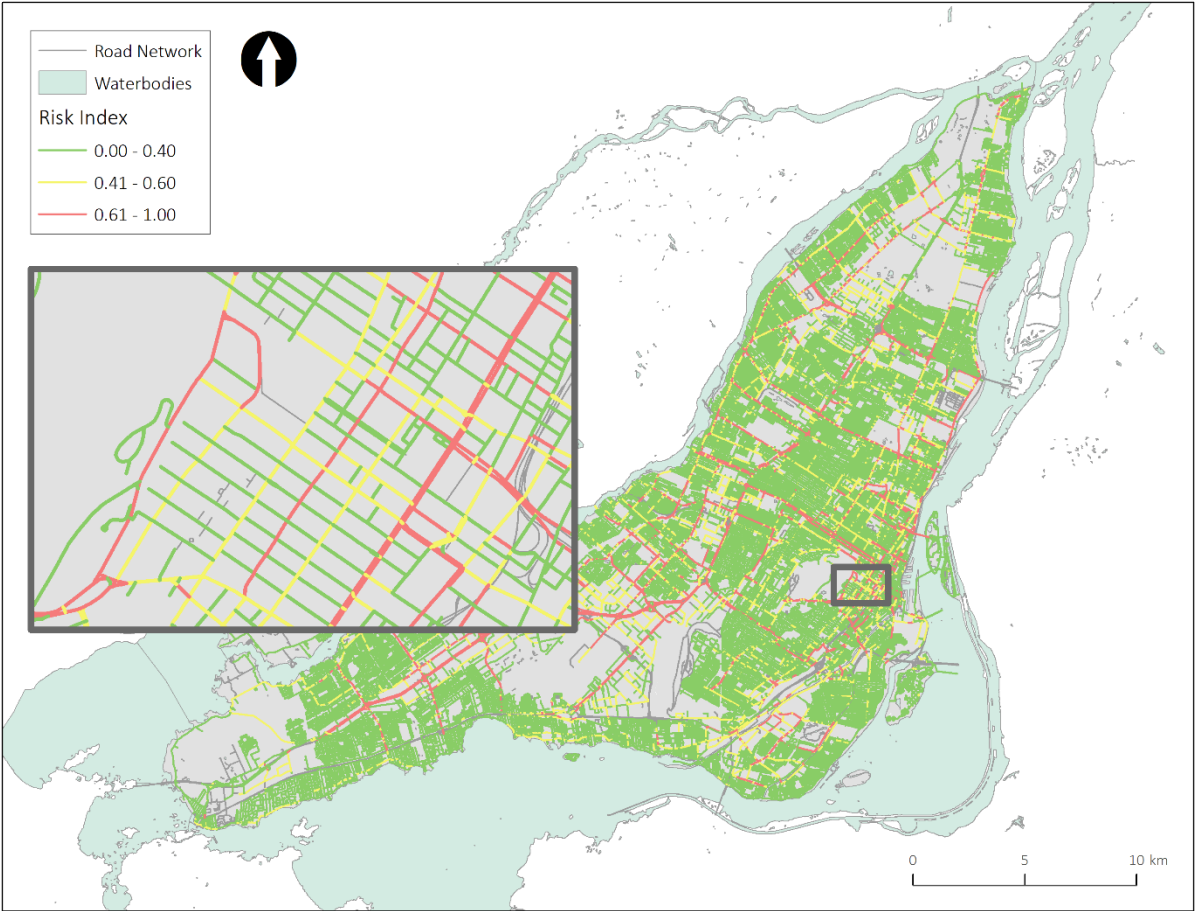 Road Network
Waterbodies
Risk Index
0.00 - 0.40
0.41 - 0.60
0.61 - 1.00
0 5 10 km